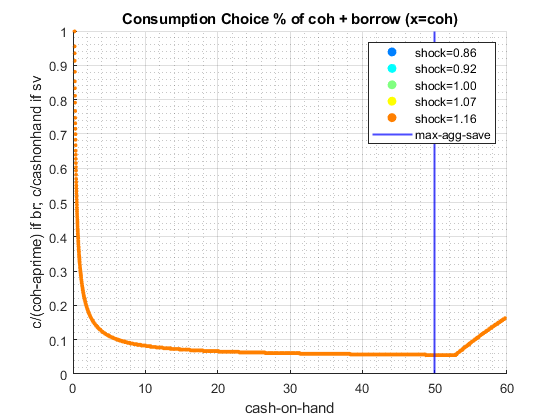 Consumption Choice % of coh + borrow (x=coh)
c/(coh-aprime) if br, c/cashonhand if sv
1
0.9
0.8
0.7
0.6
0.5
0.4
0.3
0.2
0.1
0
0 10 20 30 40 50 60
cash-on-hand
shock=0.86
shock=0.92
shock=1.00
shock=1.07
shock=1.16
max-agg-save